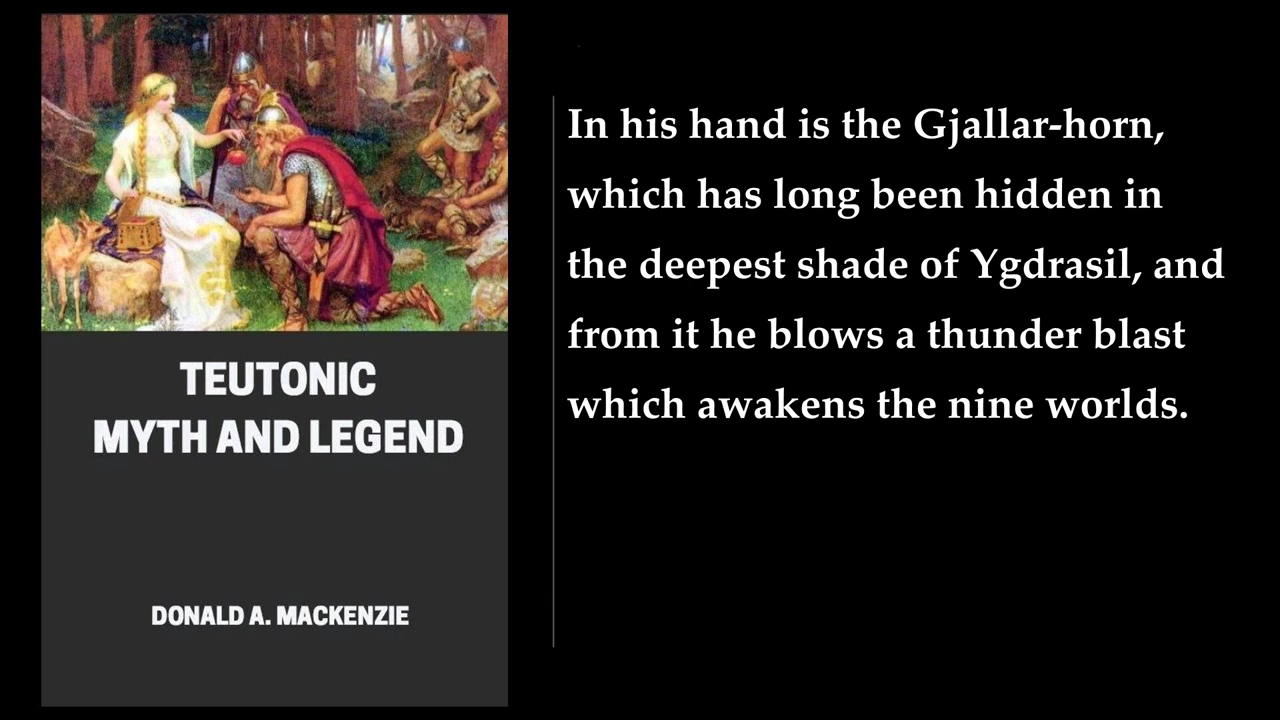 TEUTONIC
MYTH AND LEGEND
DONALD A. MACKENZIE
In his hand is the Gjallar-horn,
which has long been hidden in
the deepest shade of Ygdrasil, and
from it he blows a thunder blast
which awakens the nine worlds.